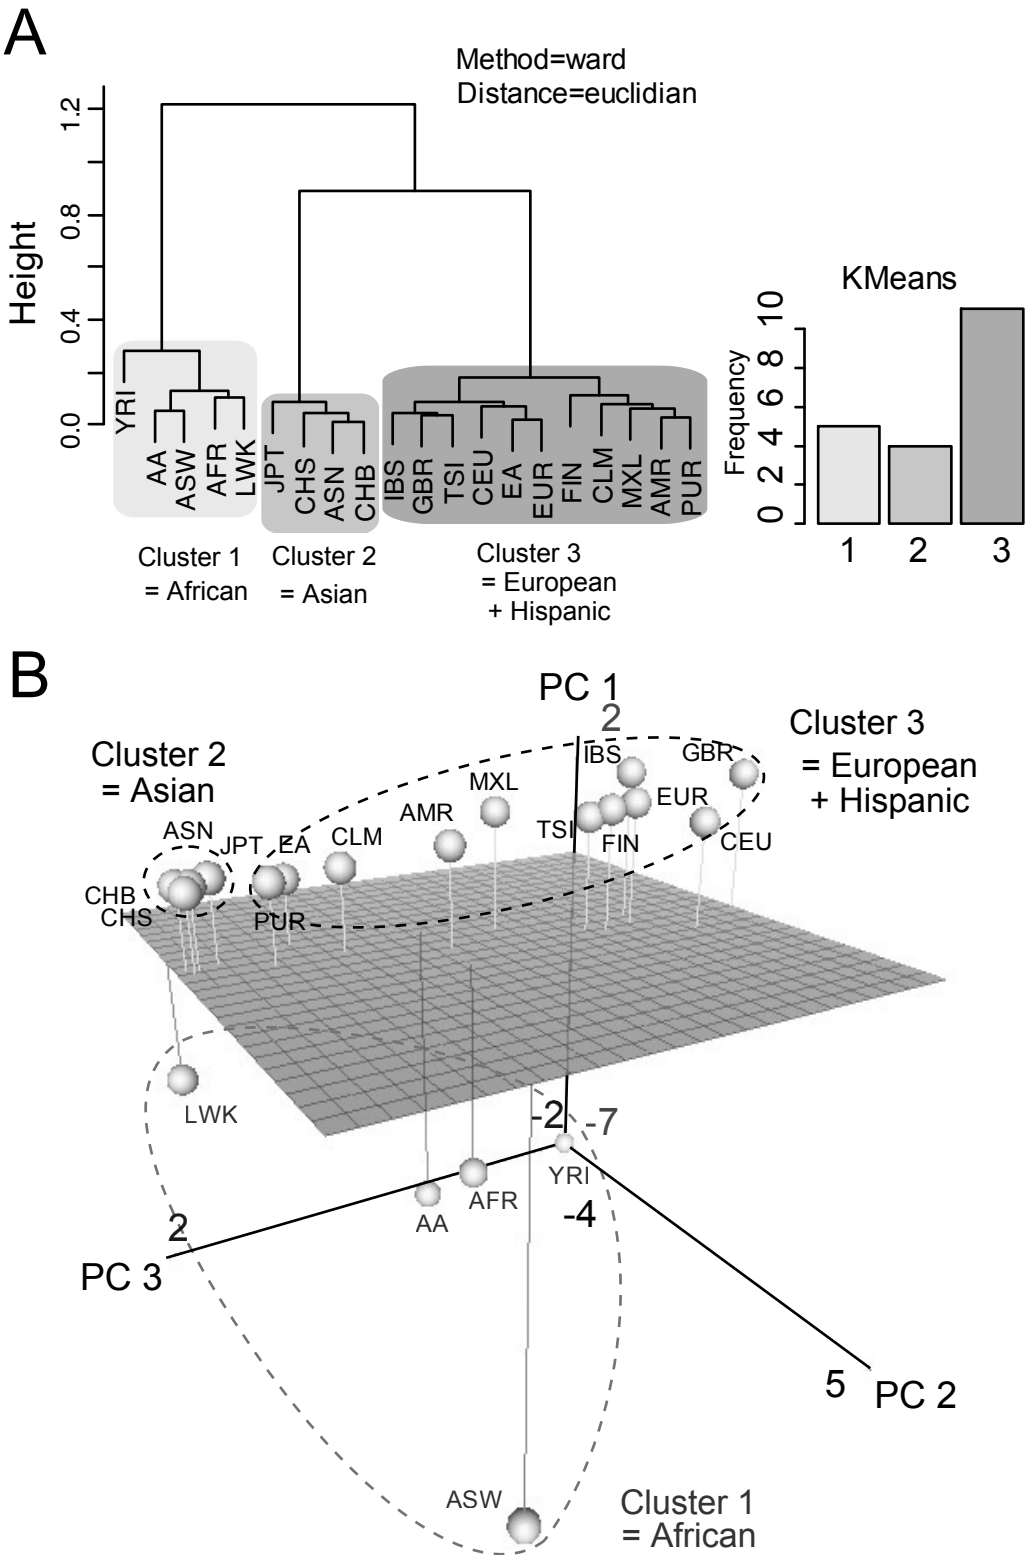 A
Method=ward
Distance=euclidian
Height
1.2
0.8
0.4
0.0
YRI
AA
ASW
AFR
LWK
JPT
CHS
ASN
CHB
IBS
GBR
TSI
CEU
EA
EUR
FIN
CLM
MXL
AMR
PUR
Cluster 1
= African
Cluster 2
= Asian
Cluster 3
= European
+ Hispanic
KMeans
Frequency
10
8
6
4
2
0
1
2
3
B
PC 1
2
Cluster 3
= European
+ Hispanic
Cluster 2
= Asian
IBS
GBR
MXL
AMR
EUR
TSI
FIN
CEU
ASN
JPT
EA
CLM
CHB
CHS
PUR
LWK
-2
-7
YRI
AFR
-4
AA
2
PC 3
5
PC 2
ASW
Cluster 1
= African